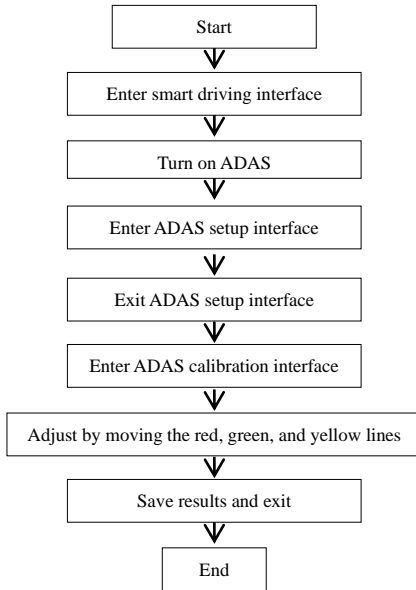 Start
Enter smart driving interface
Turn on ADAS
Enter ADAS setup interface
Exit ADAS setup interface
Enter ADAS calibration interface
Adjust by moving the red, green, and yellow lines
Save results and exit
End